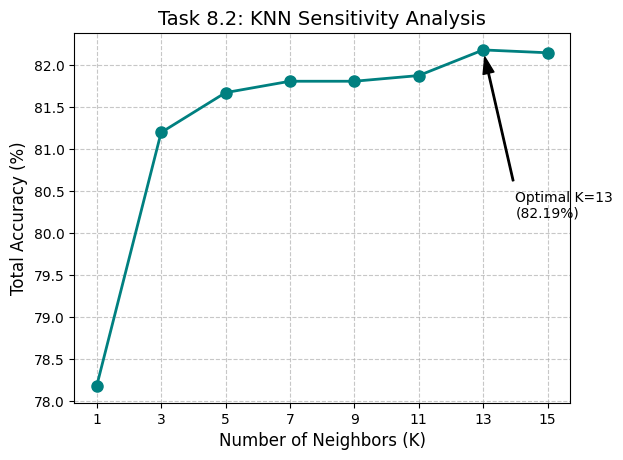 Task 8.2: KNN Sensitivity Analysis
Total Accuracy (%)
82.0
81.5
81.0
80.5
80.0
79.5
79.0
78.5
78.0
Optimal K=13
(82.19%)
1 3 5 7 9 11 13 15
Number of Neighbors (K)